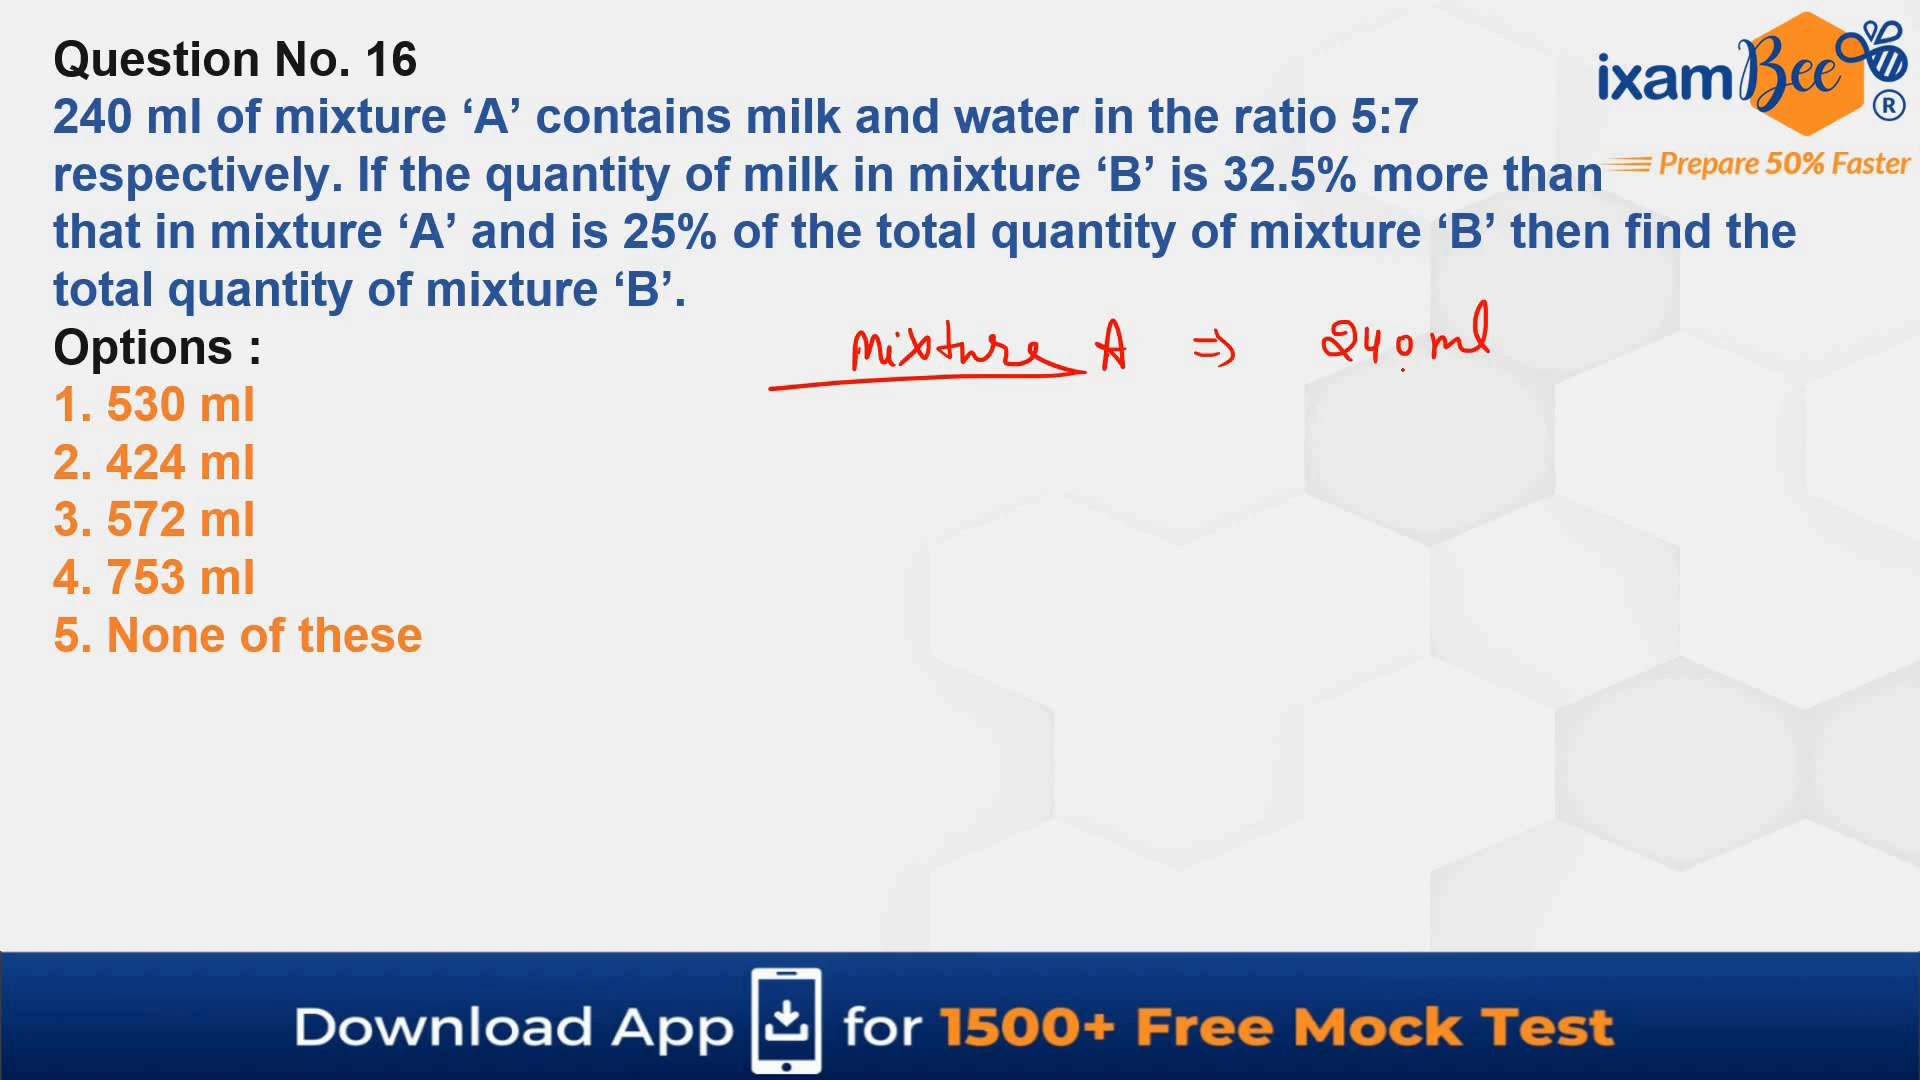 Question No. 16
ixamBee®
240 ml of mixture ‘A’ contains milk and water in the ratio 5:7
respectively. If the quantity of milk in mixture ‘B’ is 32.5% more than
Prepare 50% Faster
that in mixture ‘A’ and is 25% of the total quantity of mixture ‘B’ then find the
total quantity of mixture ‘B’.
Options :
mixture A ⇒ 240 ml
1. 530 ml
2. 424 ml
3. 572 ml
4. 753 ml
5. None of these
Download App for 1500+ Free Mock Test